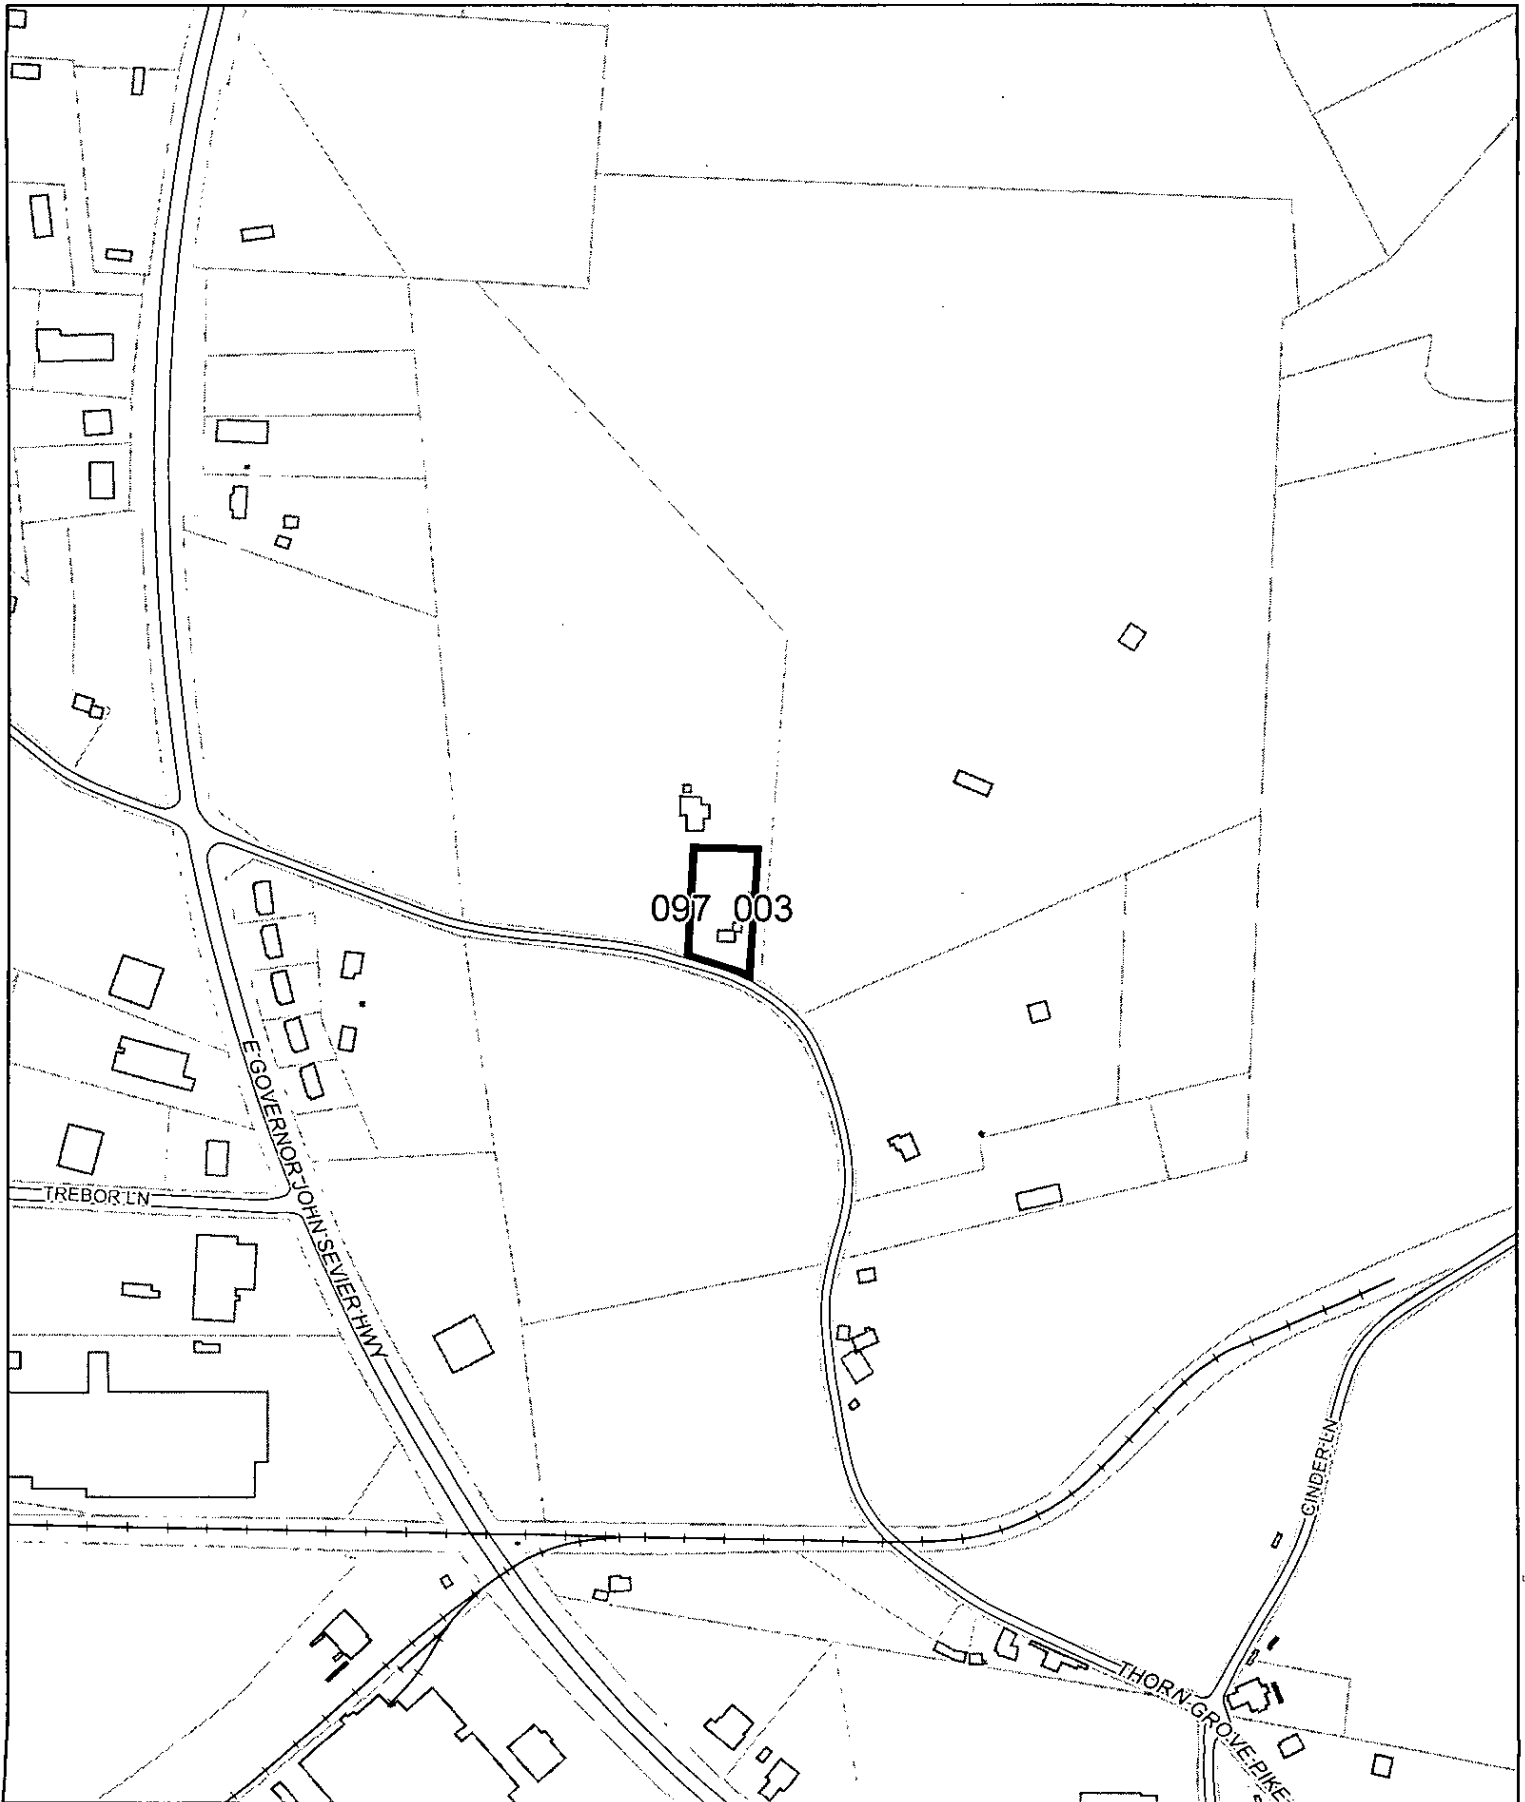 097 003
E GOVERNOR JOHN SEVIER HWY
TREBOR LN
CINDER LN
THORN GROVE PIKE